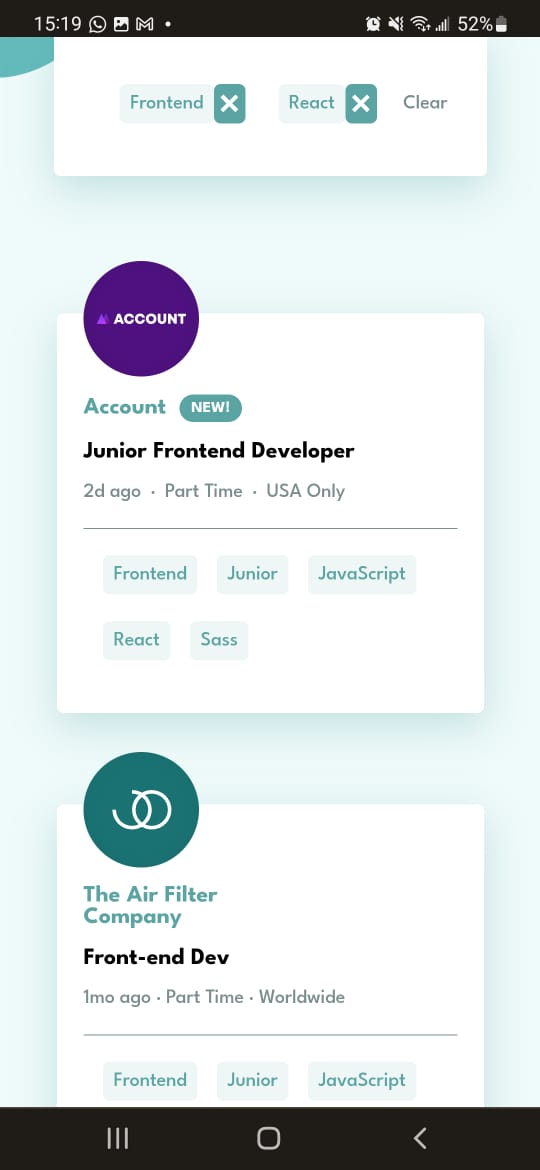 15:19 52%
Frontend React Clear
ACCOUNT
Account NEW!
Junior Frontend Developer
2d ago · Part Time · USA Only
Frontend Junior JavaScript
React Sass
The Air Filter
Company
Front-end Dev
1mo ago · Part Time · Worldwide
Frontend Junior JavaScript